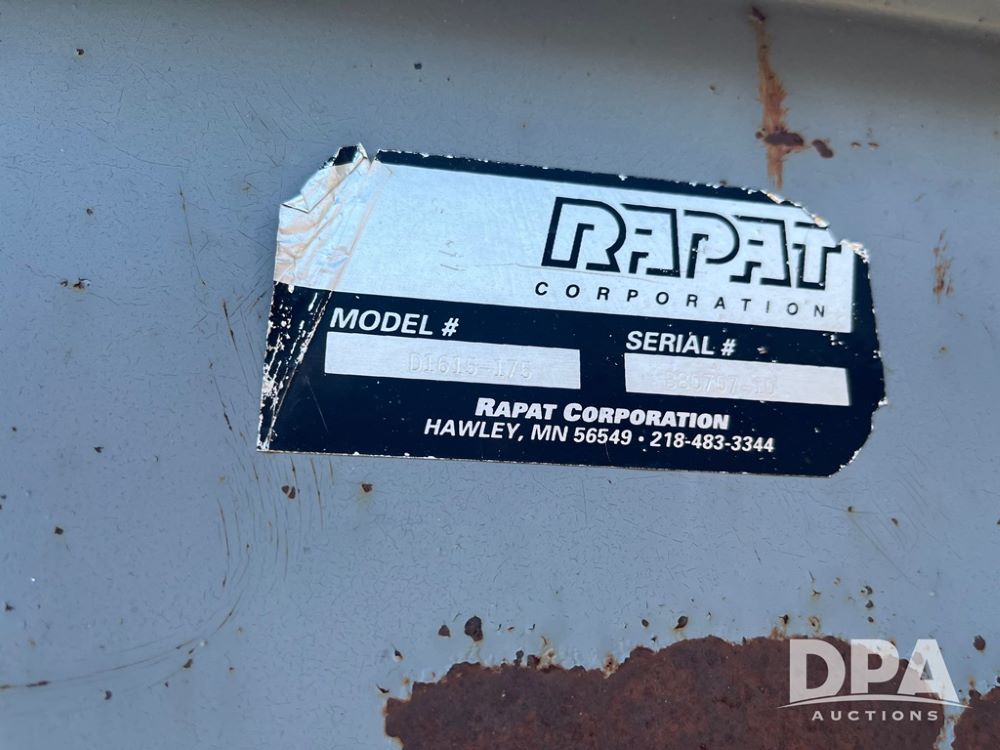 RAPAT
CORPORATION
MODEL #
SERIAL #
D1615-175
RAPAT CORPORATION
HAWLEY, MN 56549 · 218-483-3344
DPA
AUCTIONS